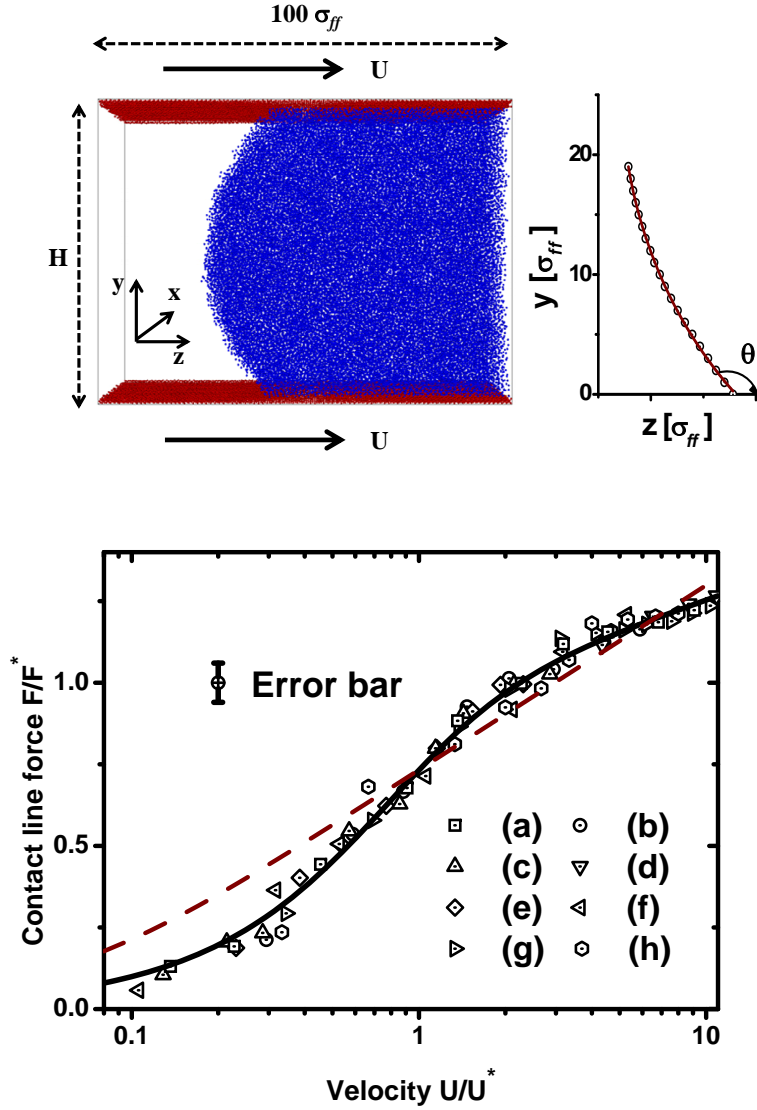 100 σff
U
H
y
x
z
U
20
10
0
y [σff]
θ
z [σff]
1.0
0.5
0.0
Contact line force F/F*
Error bar
(a) (b)
(c) (d)
(e) (f)
(g) (h)
0.1 1 10
Velocity U/U*